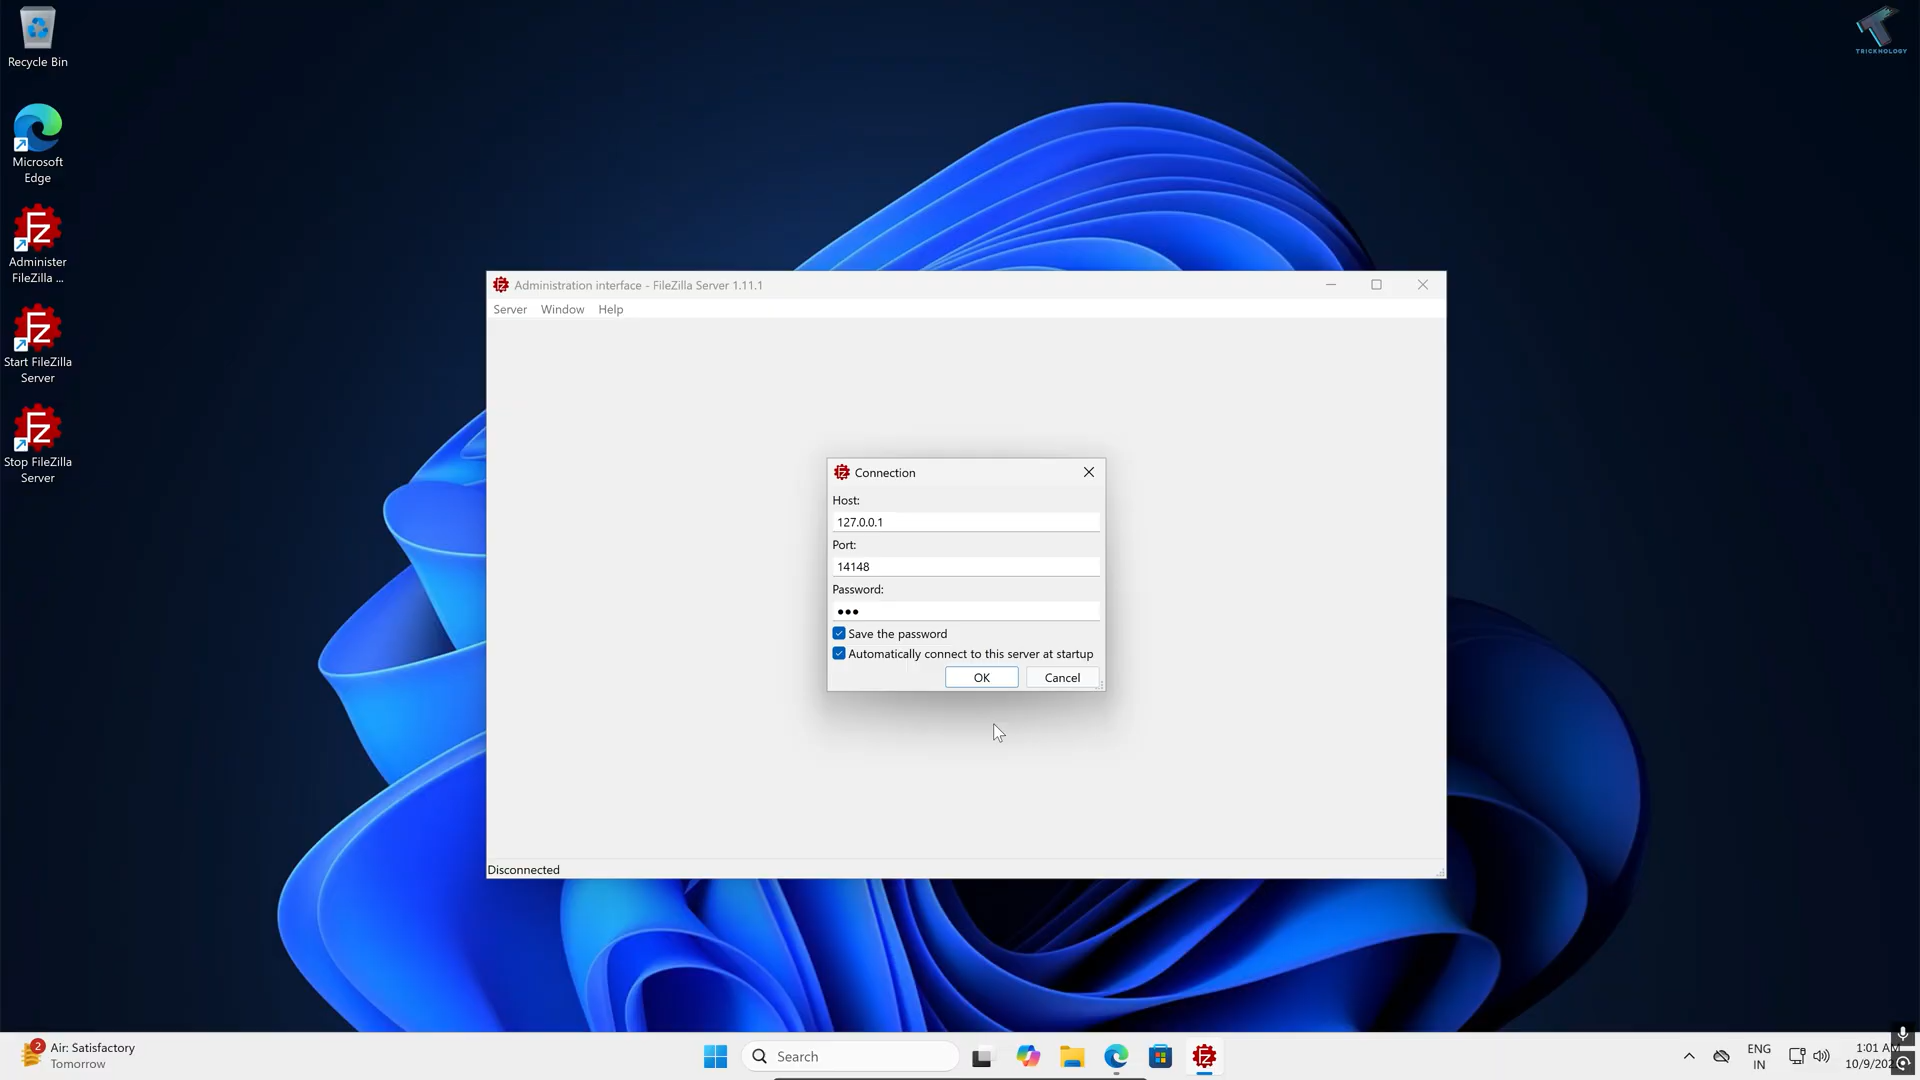 Recycle Bin
Microsoft
Edge
Administer
FileZilla ...
Start FileZilla
Server
Stop FileZilla
Server
TRICKNOLOGY
Administration interface - FileZilla Server 1.11.1
Server Window Help
Connection
Host:
127.0.0.1
Port:
14148
Password:
●●●
Save the password
Automatically connect to this server at startup
OK Cancel
Disconnected
2
Air: Satisfactory
Tomorrow
Search
ENG
IN
1:01 AM